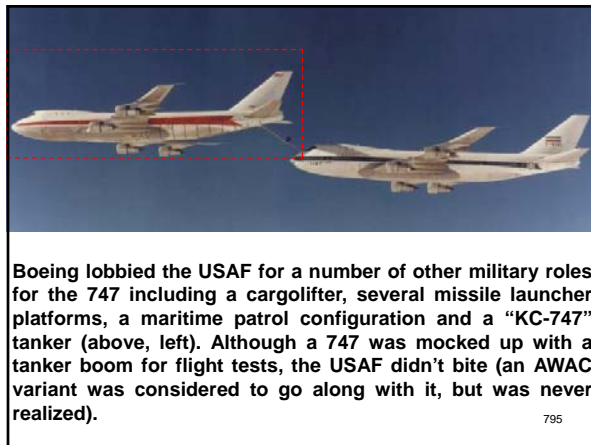 Boeing lobbied the USAF for a number of other military roles
for the 747 including a cargolifter, several missile launcher
platforms, a maritime patrol configuration and a “KC-747”
tanker (above, left). Although a 747 was mocked up with a
tanker boom for flight tests, the USAF didn’t bite (an AWAC
variant was considered to go along with it, but was never
realized).
795